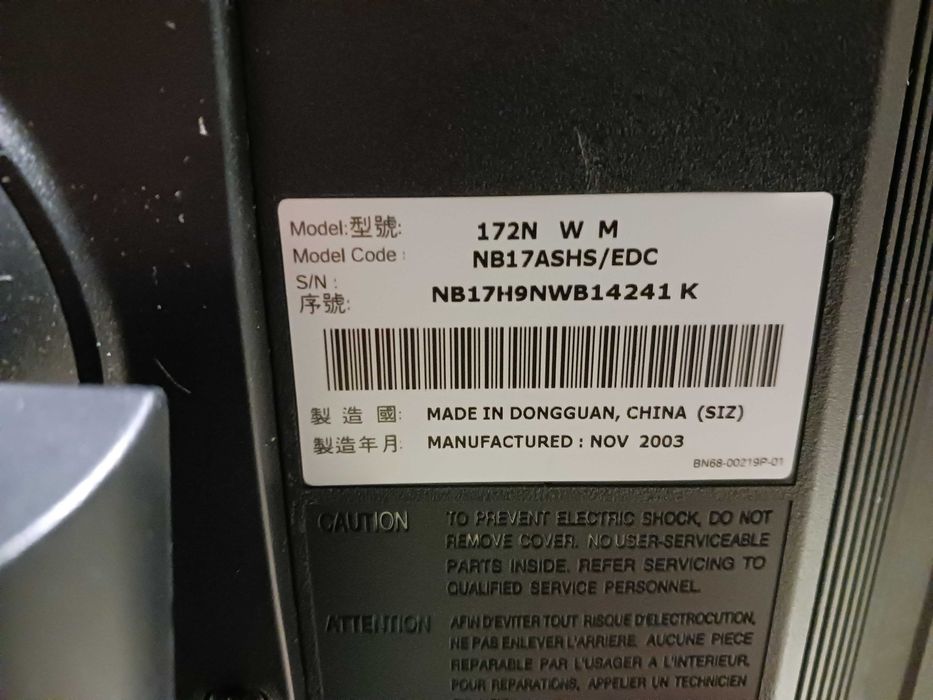 Model:型號: 172N W M
Model Code : NB17ASHS/EDC
S/N :
序號: NB17H9NWB14241 K
製 造 國: MADE IN DONGGUAN, CHINA (SIZ)
製造年月: MANUFACTURED : NOV 2003
BN68-00219P-01
CAUTION TO PREVENT ELECTRIC SHOCK, DO NOT
REMOVE COVER. NO USER-SERVICEABLE
PARTS INSIDE. REFER SERVICING TO
QUALIFIED SERVICE PERSONNEL.
ATTENTION AFIN D'EVITER TOUT RISQUE D'ELECTROCUTION,
NE PAS ENLEVER L'ARRIERE. AUCUNE PIECE
REPARABLE PAR L'USAGER A L'INTERIEUR.
POUR REPARATIONS, APPELER UN TECHNICIEN